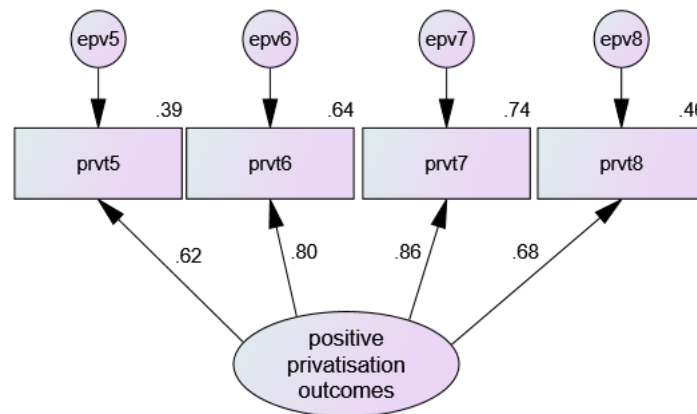 epv5 epv6 epv7 epv8
.39 .64 .74
prvt5 prvt6 prvt7 prvt8
.62 .80 .86 .68
positive
privatisation
outcomes